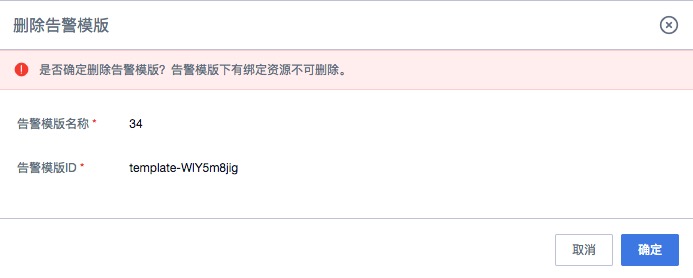 删除告警模版
是否确定删除告警模版？告警模版下有绑定资源不可删除。
告警模版名称 * 34
告警模版ID * template-WIY5m8jig
取消 确定